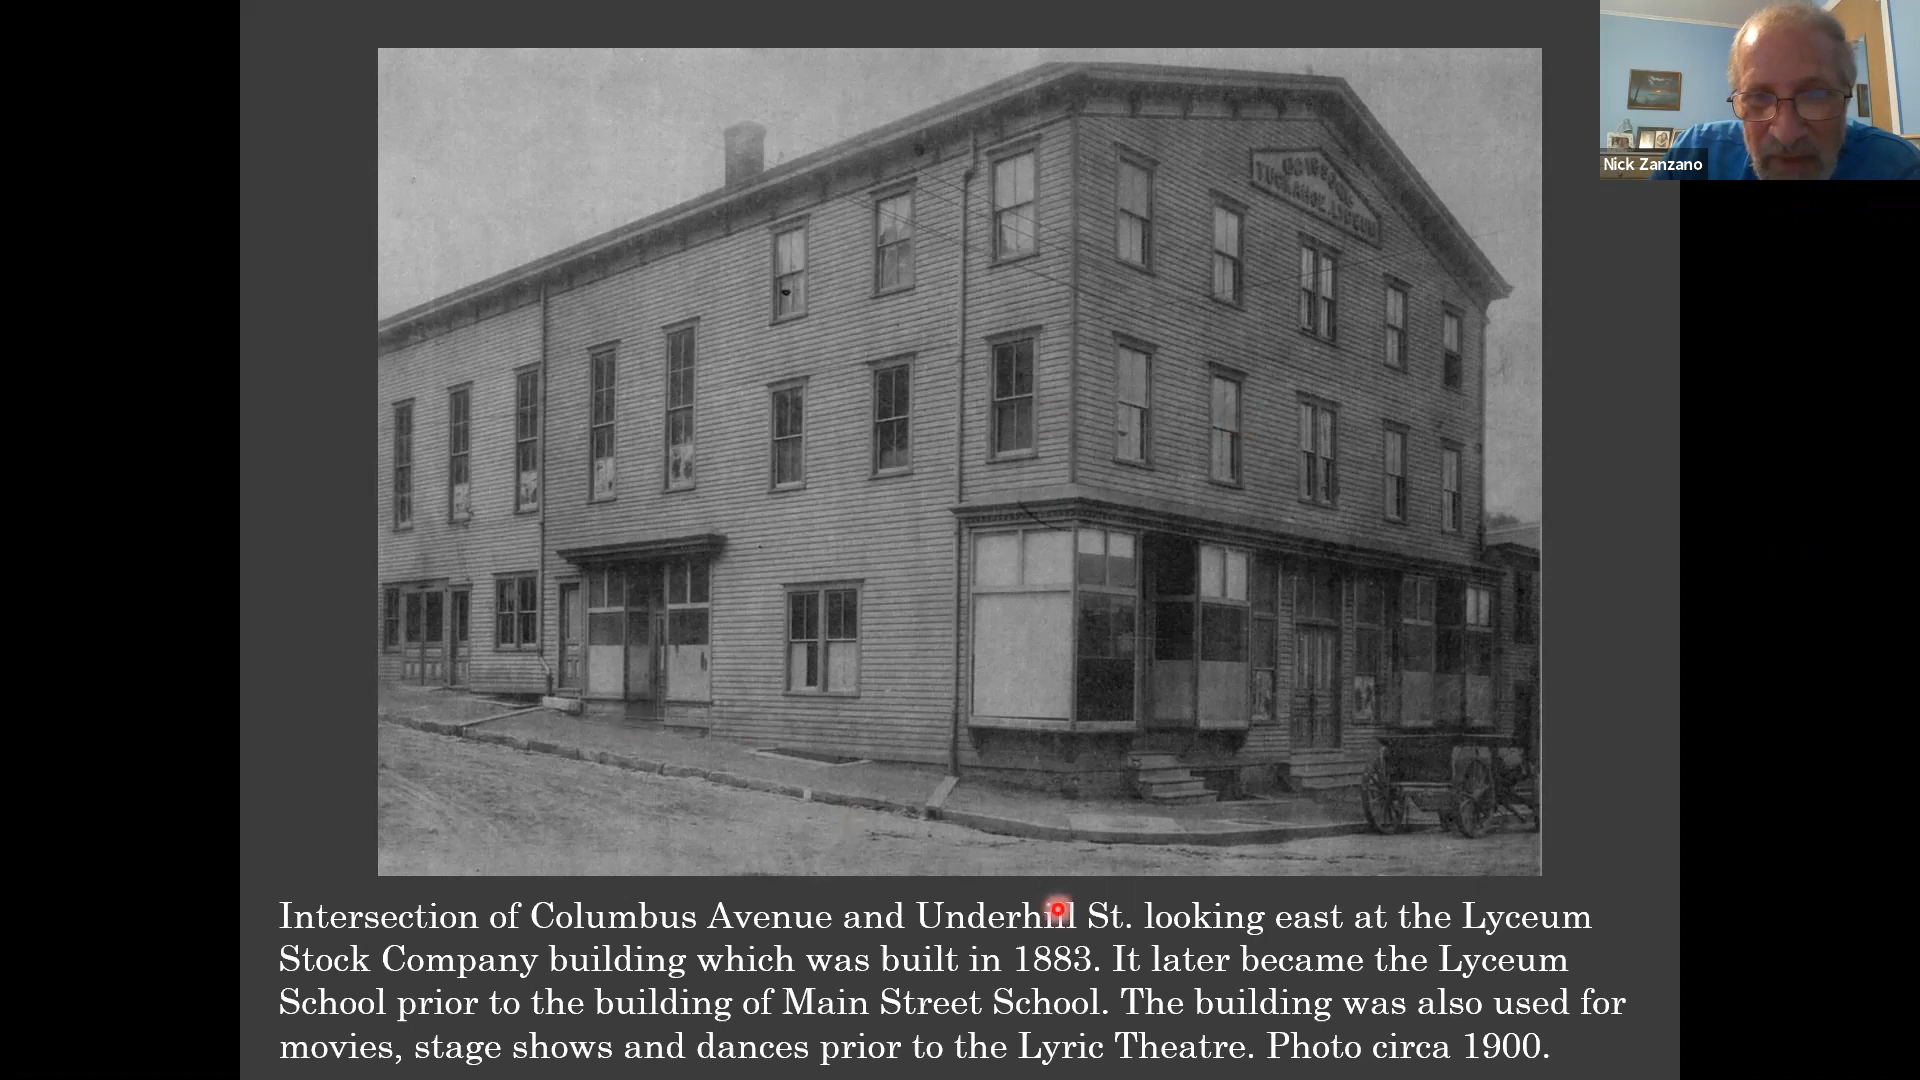 TUCKAHOE LYCEUM
Nick Zanzano
Intersection of Columbus Avenue and Underhill St. looking east at the Lyceum
Stock Company building which was built in 1883. It later became the Lyceum
School prior to the building of Main Street School. The building was also used for
movies, stage shows and dances prior to the Lyric Theatre. Photo circa 1900.